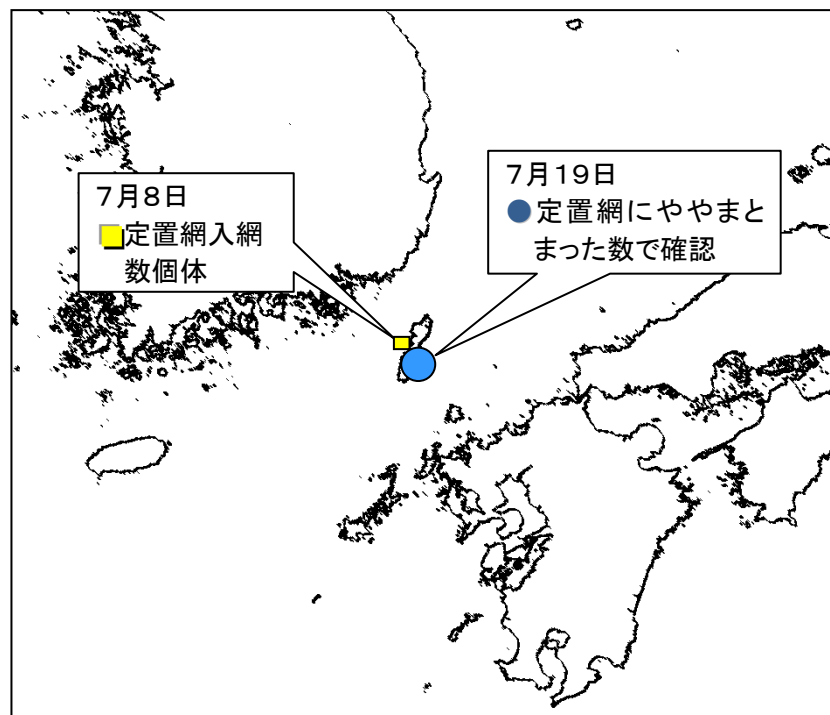 7月8日
定置網入網
数個体
7月19日
●定置網にややまと
まった数で確認